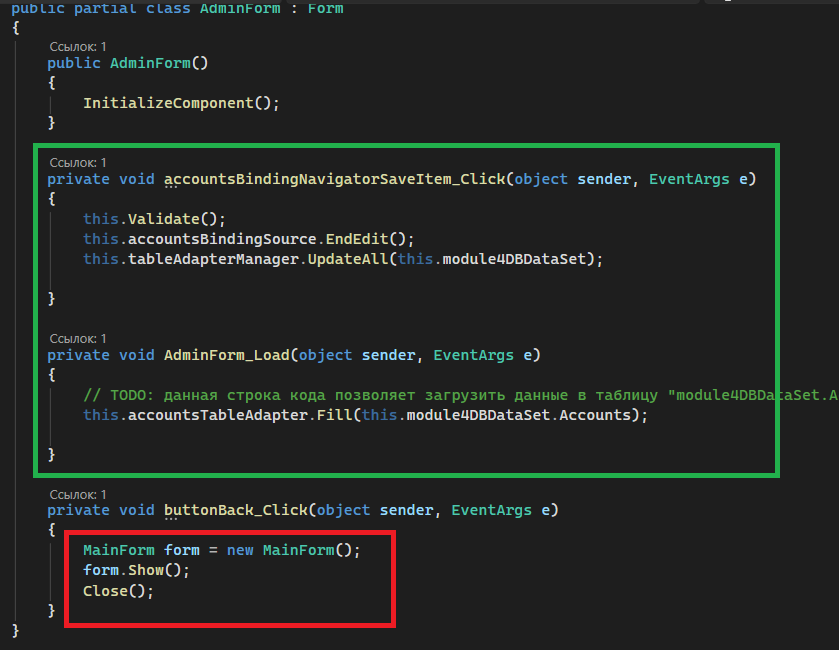 public partial class AdminForm : Form
{
Ссылок: 1
public AdminForm()
{
InitializeComponent();
}
Ссылок: 1
private void accountsBindingNavigatorSaveItem_Click(object sender, EventArgs e)
{
this.Validate();
this.accountsBindingSource.EndEdit();
this.tableAdapterManager.UpdateAll(this.module4DBDataSet);
}
Ссылок: 1
private void AdminForm_Load(object sender, EventArgs e)
{
// TODO: данная строка кода позволяет загрузить данные в таблицу "module4DBDataSet.A
this.accountsTableAdapter.Fill(this.module4DBDataSet.Accounts);
}
Ссылок: 1
private void buttonBack_Click(object sender, EventArgs e)
{
MainForm form = new MainForm();
form.Show();
Close();
}
}